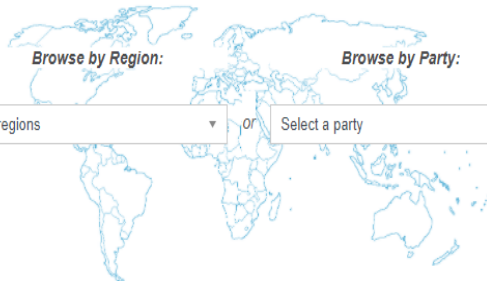 Browse by Region:
Browse by Party:
regions
or
Select a party